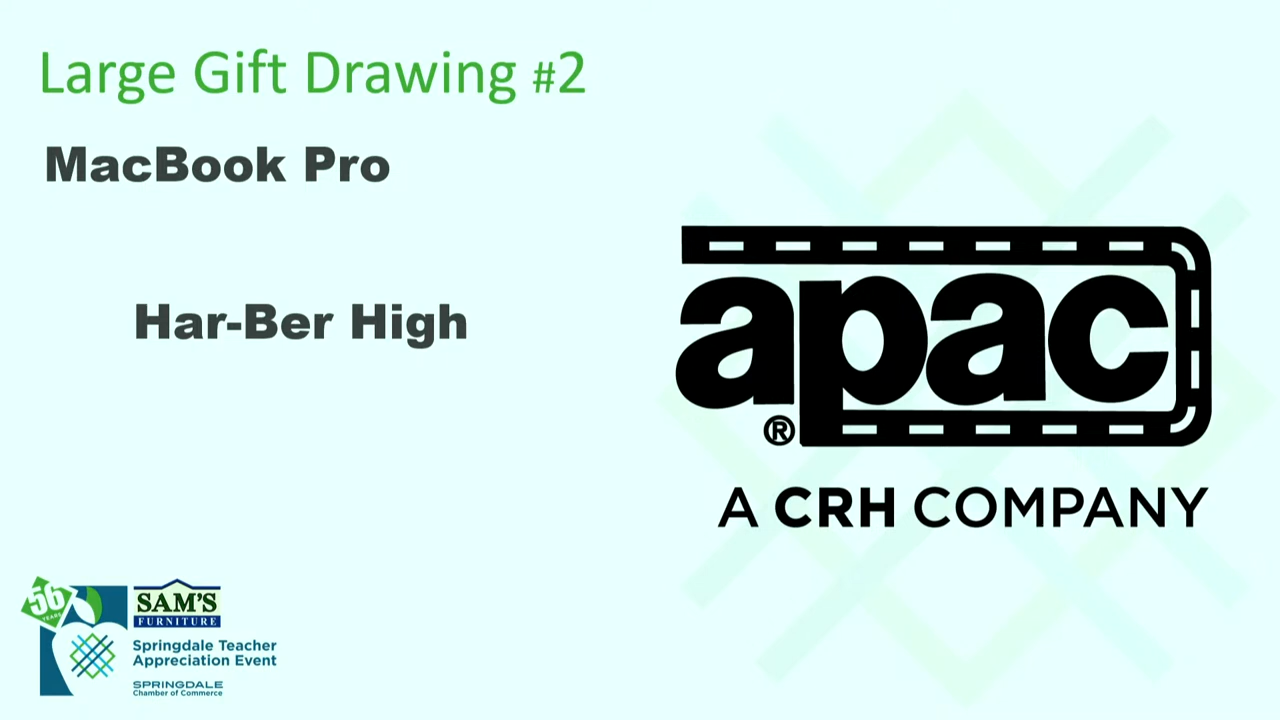 Large Gift Drawing #2
MacBook Pro
Har-Ber High
apac
®
A CRH COMPANY
56
YEARS
SAM'S
FURNITURE
Springdale Teacher
Appreciation Event
SPRINGDALE
Chamber of Commerce